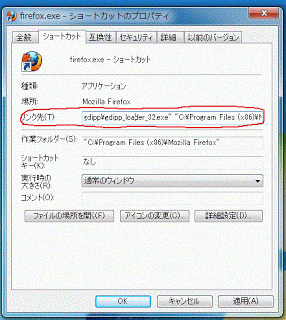 firefox.exe - ショートカットのプロパティ
全般 ショートカット 互換性 セキュリティ 詳細 以前のバージョン
firefox.exe - ショートカット
種類: アプリケーション
場所: Mozilla Firefox
リンク先(T): gdipp¥gdipp_loader_32.exe" "C:¥Program Files (x86)¥M
作業フォルダー(S): "C:¥Program Files (x86)¥Mozilla Firefox"
ショートカット
キー(K): なし
実行時の
大きさ(R): 通常のウィンドウ
コメント(O):
ファイルの場所を開く(F) アイコンの変更(C)... 詳細設定(D)...
OK キャンセル 適用(A)